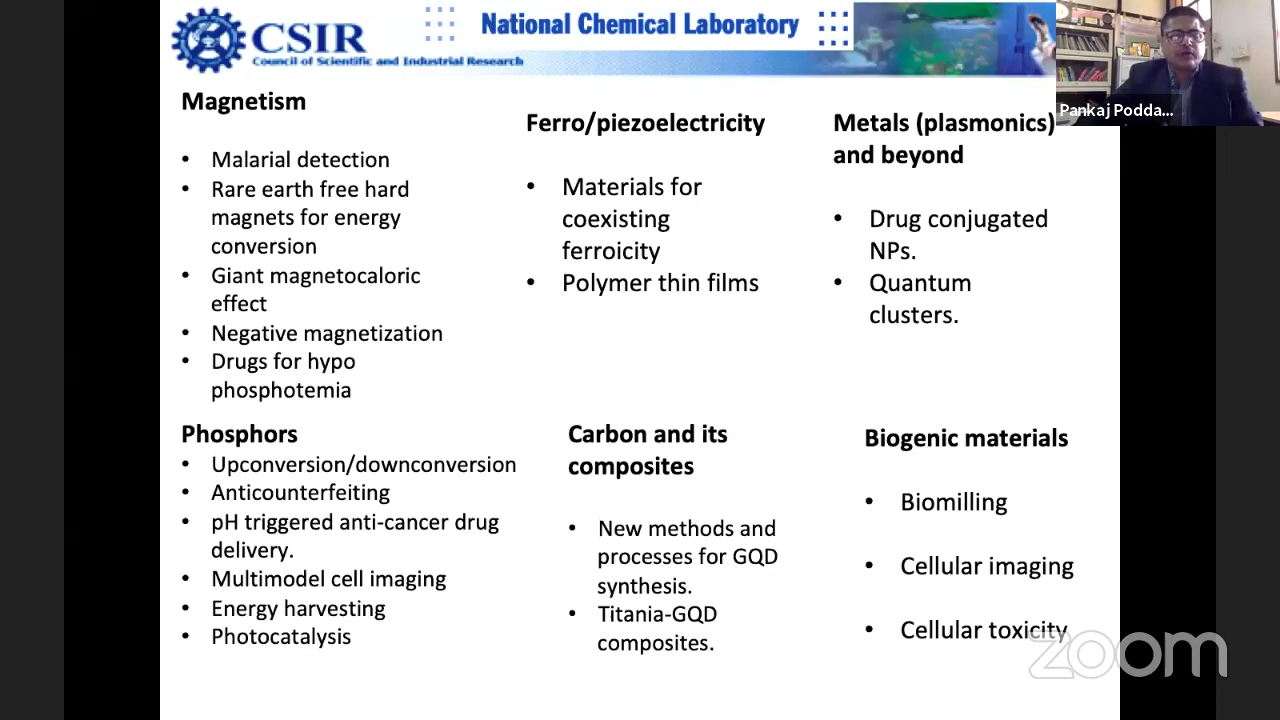 CSIR
Council of Scientific and Industrial Research
National Chemical Laboratory
Pankaj Podda...
Magnetism
• Malarial detection
• Rare earth free hard
magnets for energy
conversion
• Giant magnetocaloric
effect
• Negative magnetization
• Drugs for hypo
phosphotemia
Ferro/piezoelectricity
• Materials for
coexisting
ferroicity
• Polymer thin films
Metals (plasmonics)
and beyond
• Drug conjugated
NPs.
• Quantum
clusters.
Phosphors
• Upconversion/downconversion
• Anticounterfeiting
• pH triggered anti-cancer drug
delivery.
• Multimodel cell imaging
• Energy harvesting
• Photocatalysis
Carbon and its
composites
• New methods and
processes for GQD
synthesis.
• Titania-GQD
composites.
Biogenic materials
• Biomilling
• Cellular imaging
• Cellular toxicity
zoom